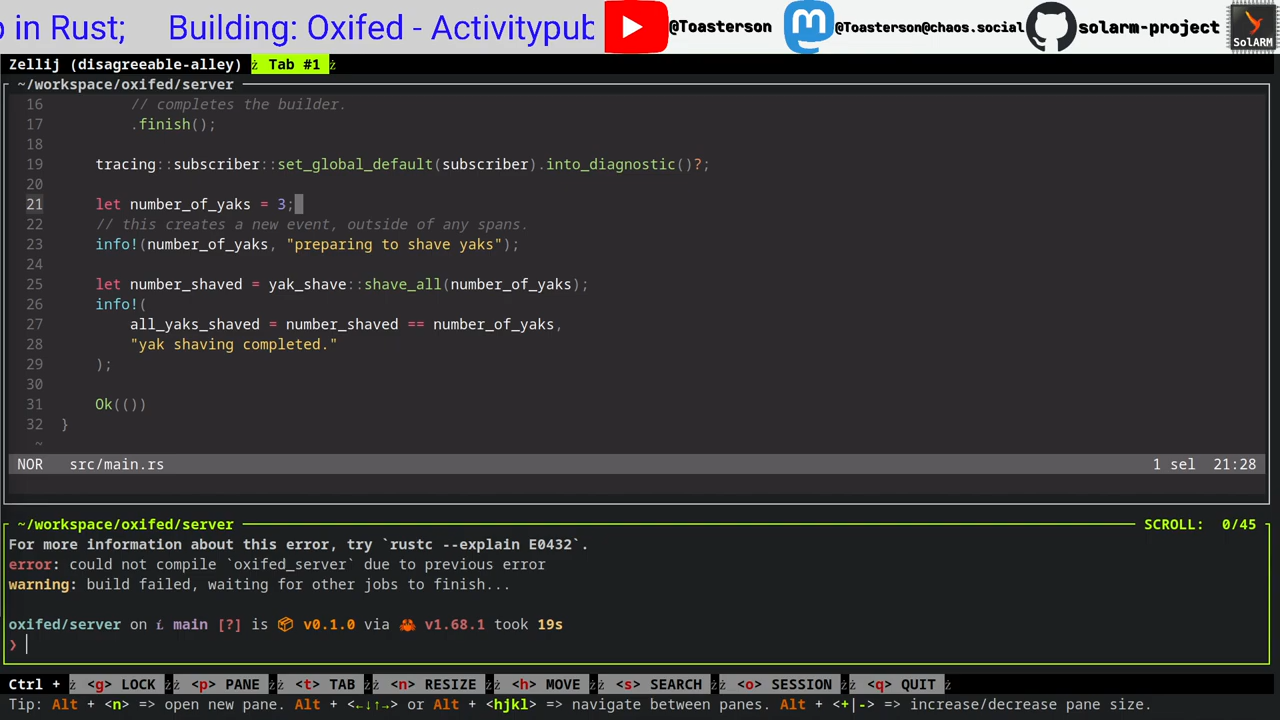 p in Rust;     Building: Oxifed - Activitypub
@Toasterson
@Toasterson@chaos.social
solarm-project
SolARM
Zellij (disagreeable-alley)  Tab #1
~/workspace/oxifed/server
16         // completes the builder.
17         .finish();
18
19     tracing::subscriber::set_global_default(subscriber).into_diagnostic()?;
20
21     let number_of_yaks = 3;
22     // this creates a new event, outside of any spans.
23     info!(number_of_yaks, "preparing to shave yaks");
24
25     let number_shaved = yak_shave::shave_all(number_of_yaks);
26     info!(
27         all_yaks_shaved = number_shaved == number_of_yaks,
28         "yak shaving completed."
29     );
30
31     Ok(())
32 }
~
NOR   src/main.rs   1 sel   21:28
~/workspace/oxifed/server   SCROLL:  0/45
For more information about this error, try `rustc --explain E0432`.
error: could not compile `oxifed_server` due to previous error
warning: build failed, waiting for other jobs to finish...
oxifed/server on main [?] is 📦 v0.1.0 via 🦀 v1.68.1 took 19s
❯
Ctrl +  <g> LOCK  <p> PANE  <t> TAB  <n> RESIZE  <h> MOVE  <s> SEARCH  <o> SESSION  <q> QUIT
Tip: Alt + <n> => open new pane. Alt + <←↓↑→> or Alt + <hjkl> => navigate between panes. Alt + <+|-> => increase/decrease pane size.